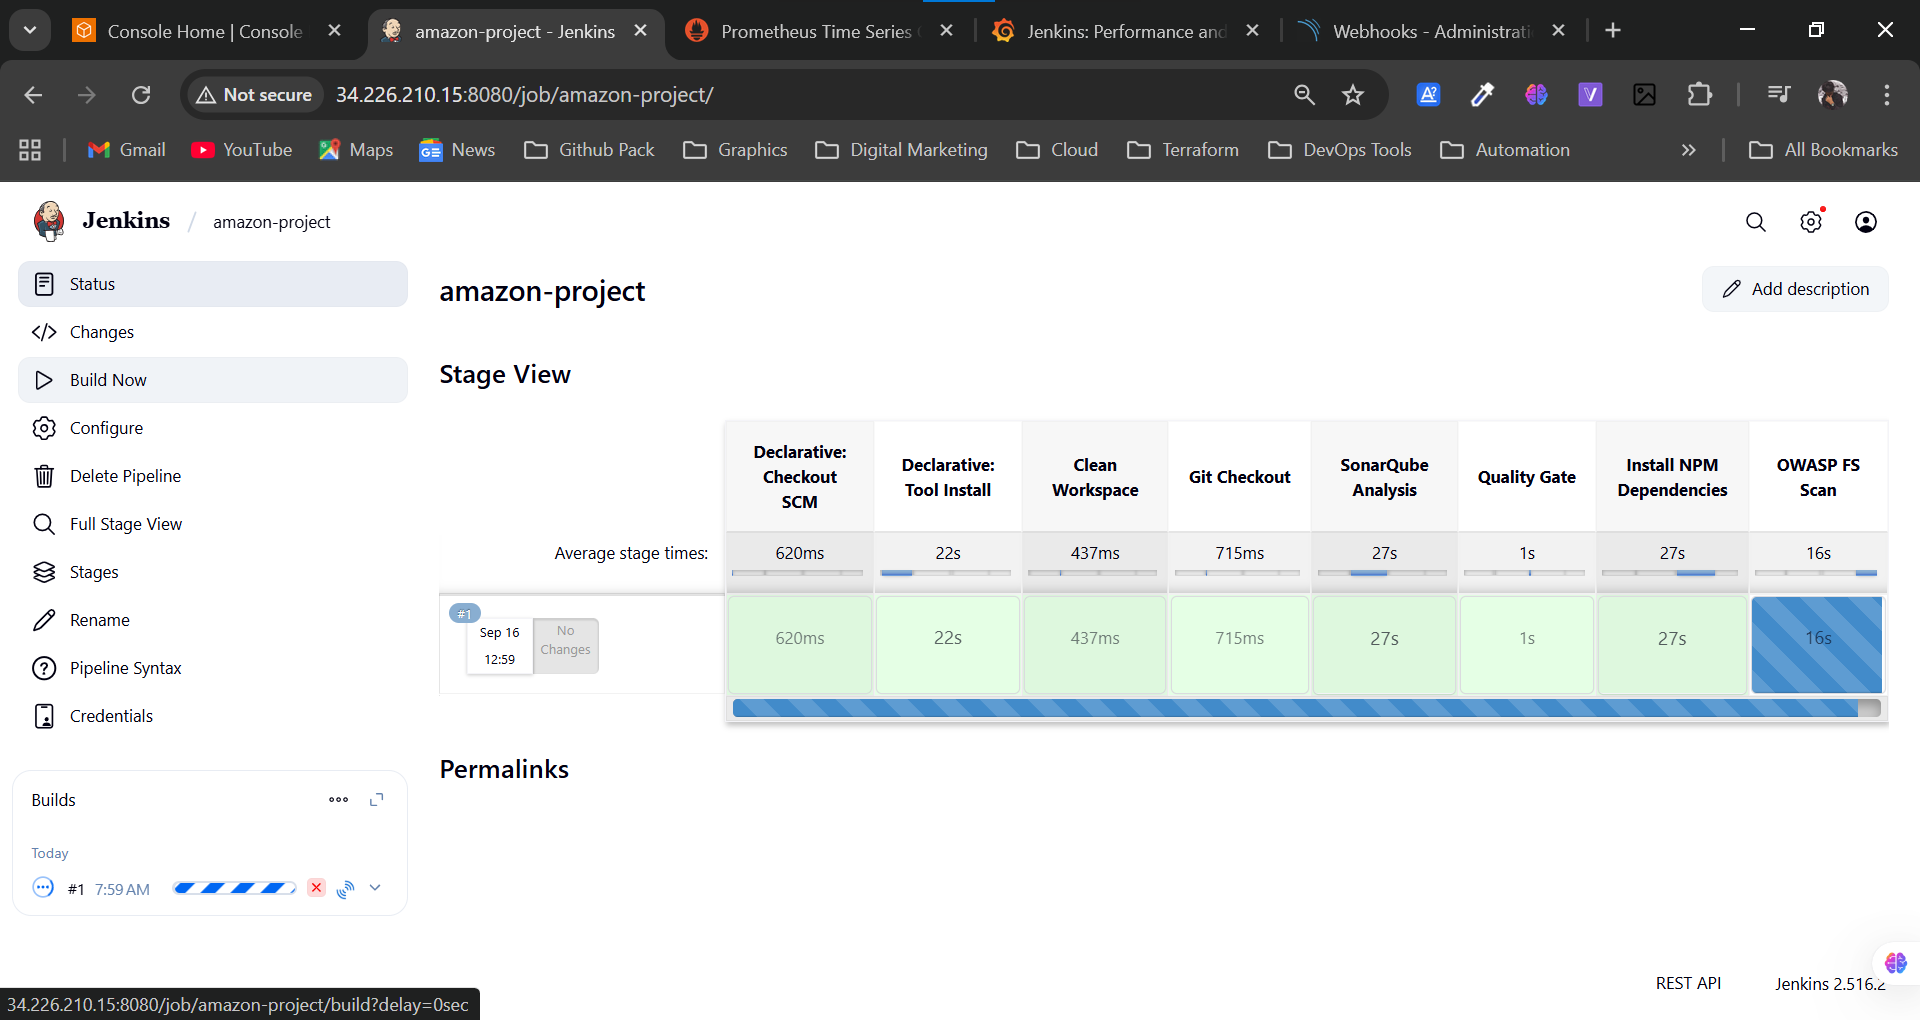 Console Home | Console
amazon-project - Jenkins
Prometheus Time Series
Jenkins: Performance and
Webhooks - Administrati
Not secure
34.226.210.15:8080/job/amazon-project/
Gmail
YouTube
Maps
News
Github Pack
Graphics
Digital Marketing
Cloud
Terraform
DevOps Tools
Automation
All Bookmarks
Jenkins / amazon-project
Status
Changes
Build Now
Configure
Delete Pipeline
Full Stage View
Stages
Rename
Pipeline Syntax
Credentials
Builds
Today
#1 7:59 AM
amazon-project
Add description
Stage View
Declarative:
Checkout
SCM
Declarative:
Tool Install
Clean
Workspace
Git Checkout
SonarQube
Analysis
Quality Gate
Install NPM
Dependencies
OWASP FS
Scan
Average stage times:
620ms
22s
437ms
715ms
27s
1s
27s
16s
#1
Sep 16
12:59
No
Changes
620ms
22s
437ms
715ms
27s
1s
27s
16s
Permalinks
REST API
Jenkins 2.516.2
34.226.210.15:8080/job/amazon-project/build?delay=0sec